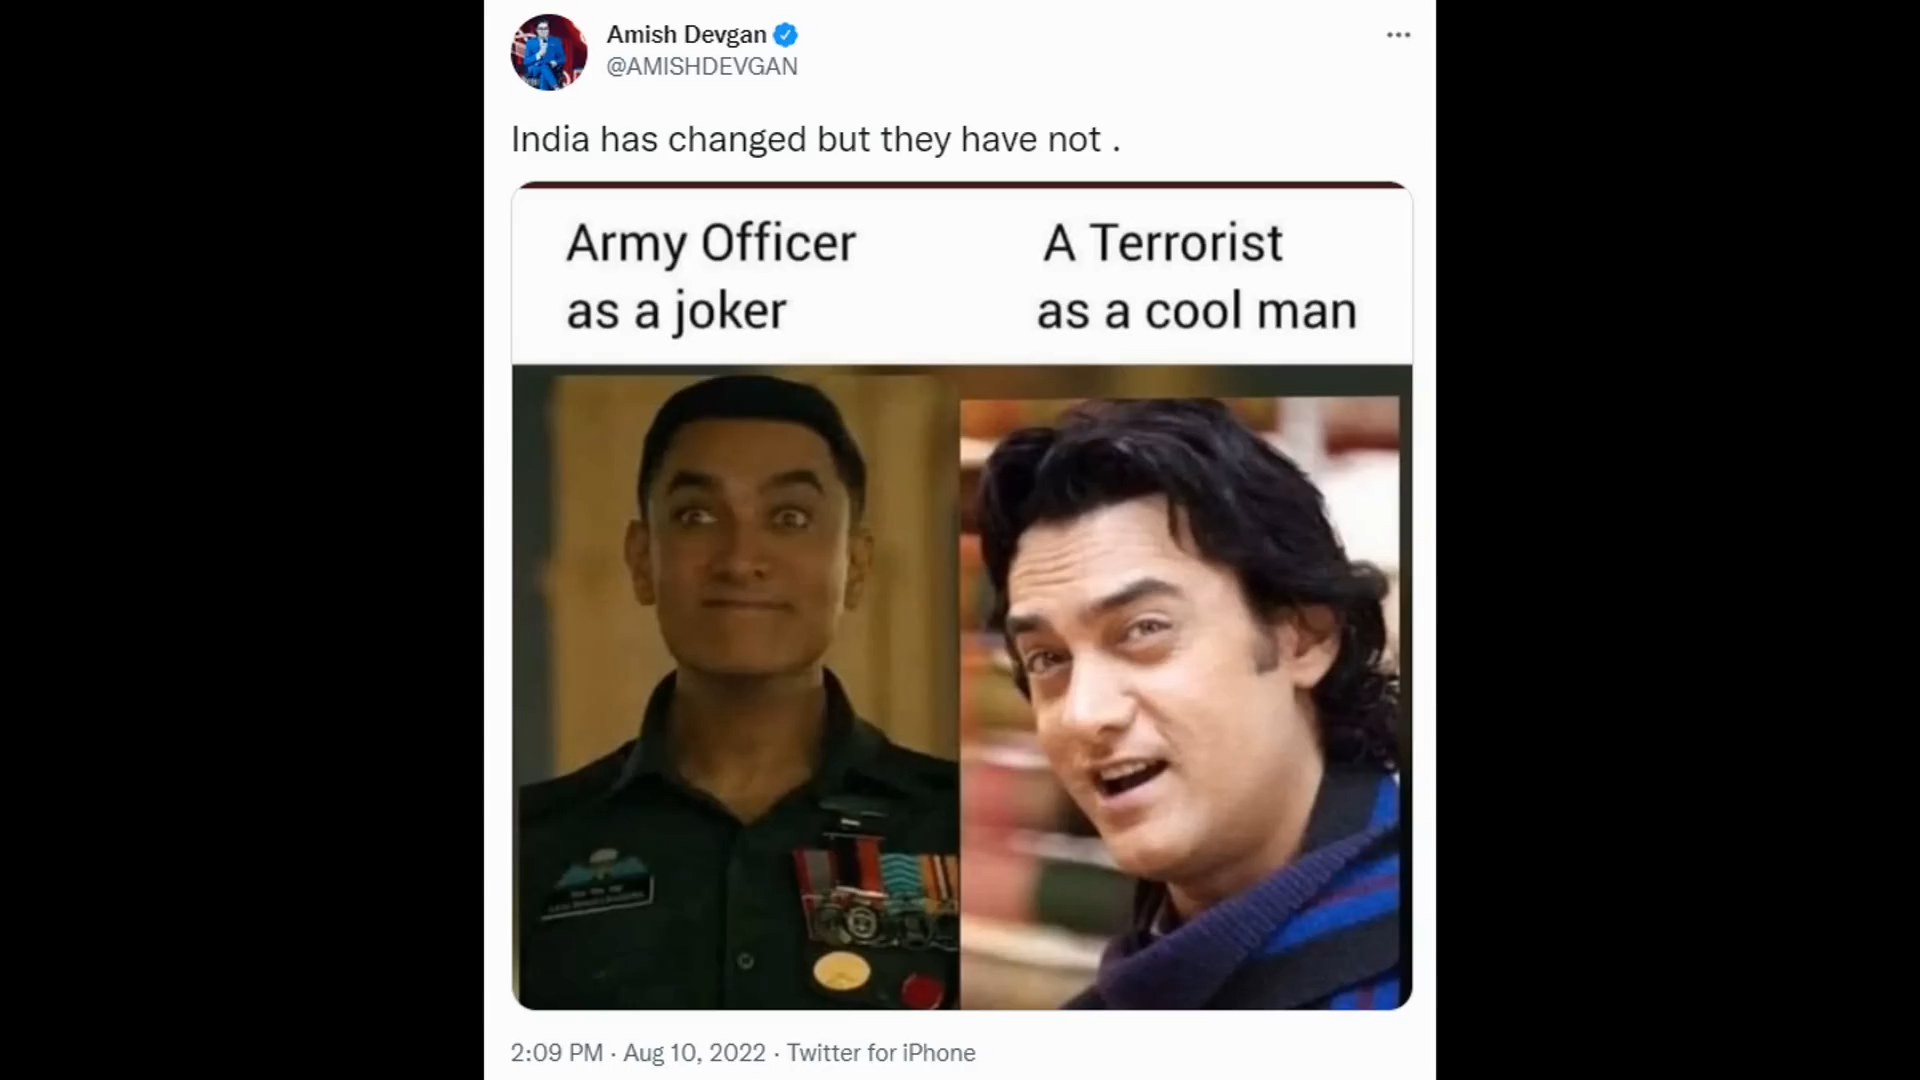 Amish Devgan
@AMISHDEVGAN
India has changed but they have not .
Army Officer
as a joker
A Terrorist
as a cool man
2:09 PM · Aug 10, 2022 · Twitter for iPhone